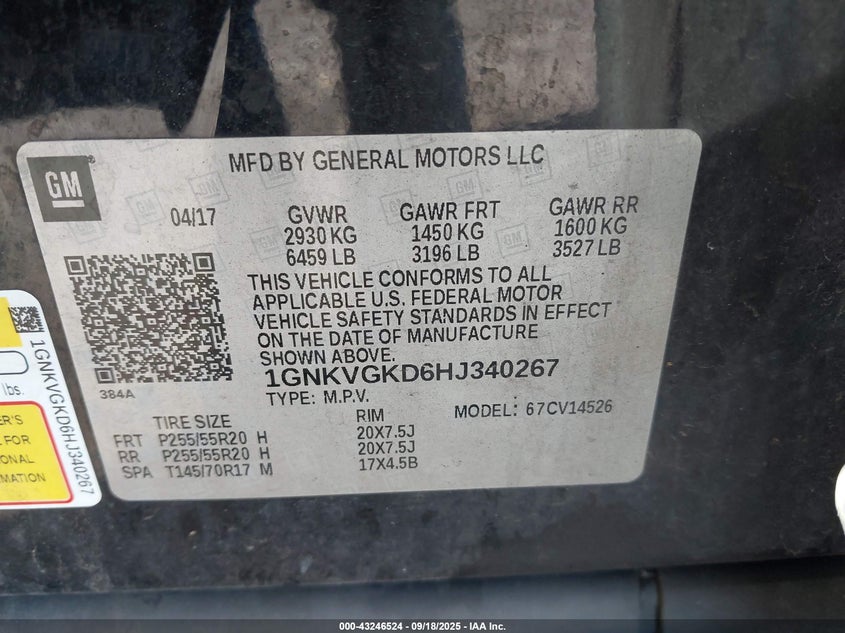 MFD BY GENERAL MOTORS LLC
GM
04/17
GVWR GAWR FRT GAWR RR
2930 KG 1450 KG 1600 KG
6459 LB 3196 LB 3527 LB
THIS VEHICLE CONFORMS TO ALL
APPLICABLE U.S. FEDERAL MOTOR
VEHICLE SAFETY STANDARDS IN EFFECT
ON THE DATE OF MANUFACTURE
SHOWN ABOVE.
384A
1GNKVGKD6HJ340267
TYPE: M.P.V. MODEL: 67CV14526
TIRE SIZE RIM
FRT P255/55R20 H 20X7.5J
RR P255/55R20 H 20X7.5J
SPA T145/70R17 M 17X4.5B
1GNKVGKD6HJ340267
lbs.
ER'S
FOR
ONAL
MATION
000-43246524 - 09/18/2025 - IAA Inc.